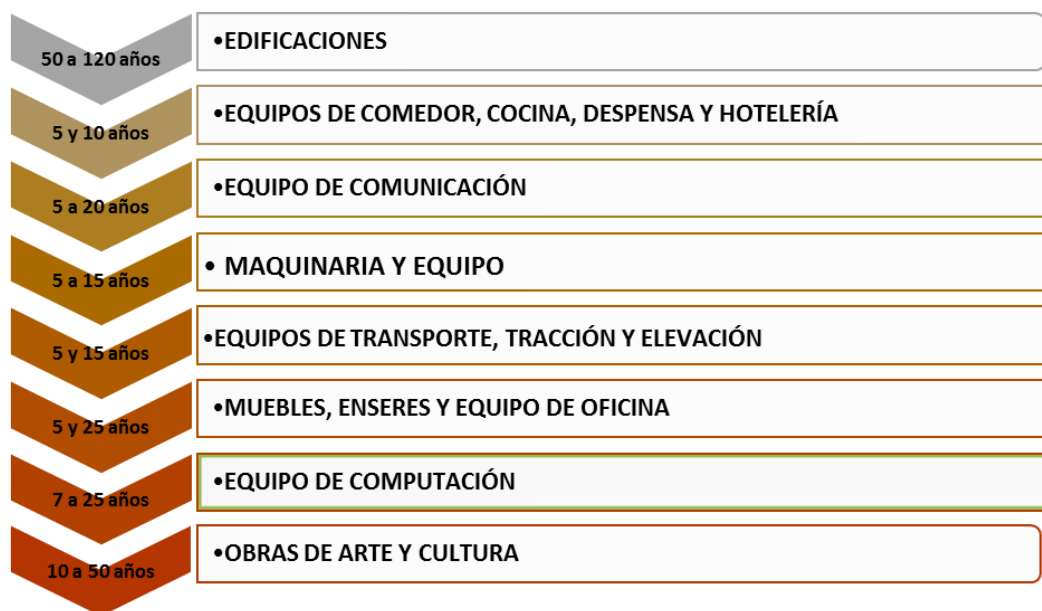 50 a 120 años
•EDIFICACIONES
5 y 10 años
•EQUIPOS DE COMEDOR, COCINA, DESPENSA Y HOTELERÍA
5 a 20 años
•EQUIPO DE COMUNICACIÓN
5 a 15 años
• MAQUINARIA Y EQUIPO
5 y 15 años
•EQUIPOS DE TRANSPORTE, TRACCIÓN Y ELEVACIÓN
5 y 25 años
•MUEBLES, ENSERES Y EQUIPO DE OFICINA
7 a 25 años
•EQUIPO DE COMPUTACIÓN
10 a 50 años
•OBRAS DE ARTE Y CULTURA